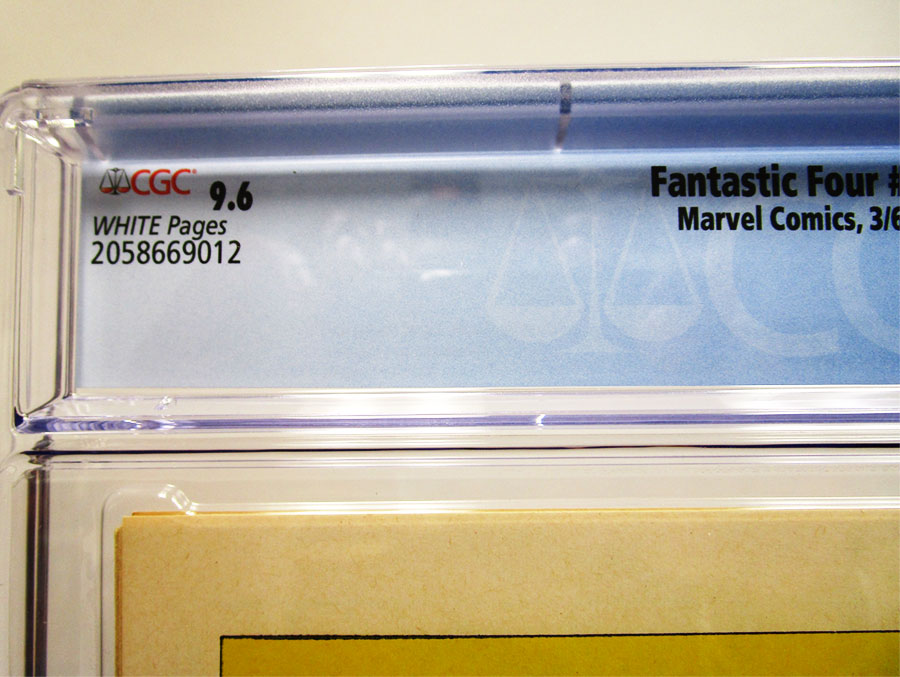 CGC 9.6
WHITE Pages
2058669012
Fantastic Four #
Marvel Comics, 3/6